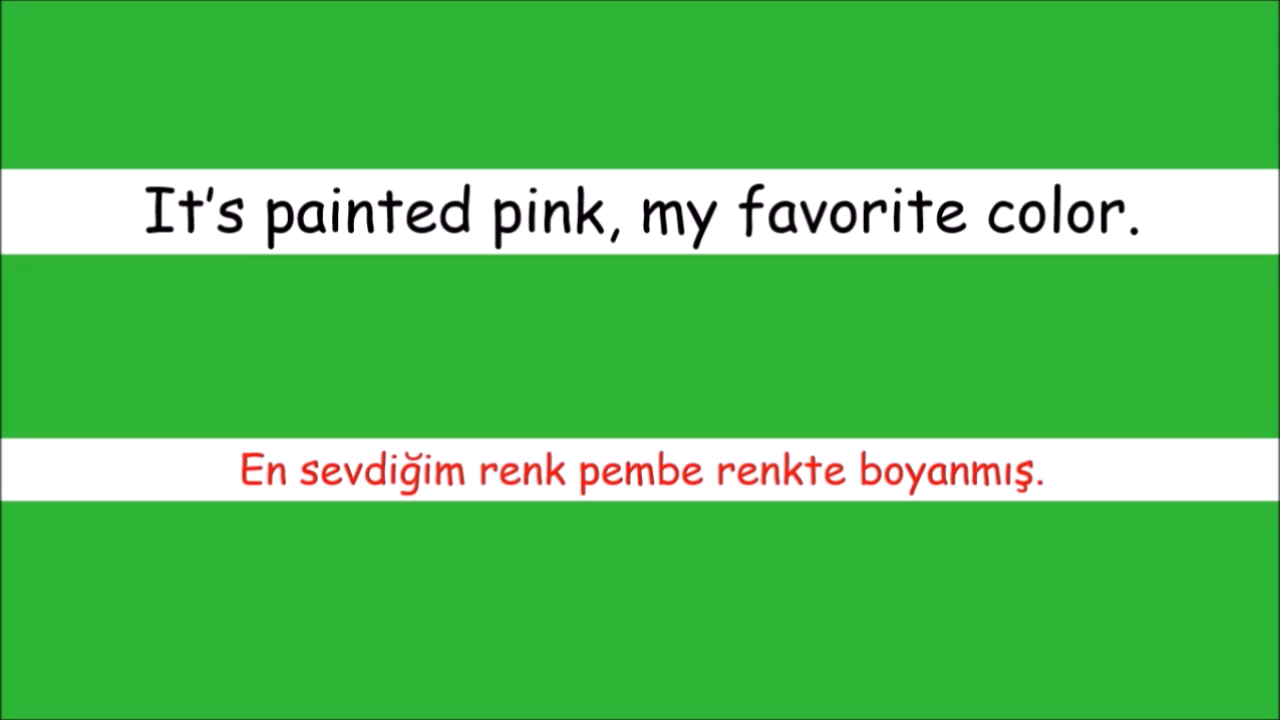 It's painted pink, my favorite color.
En sevdiğim renk pembe renkte boyanmış.